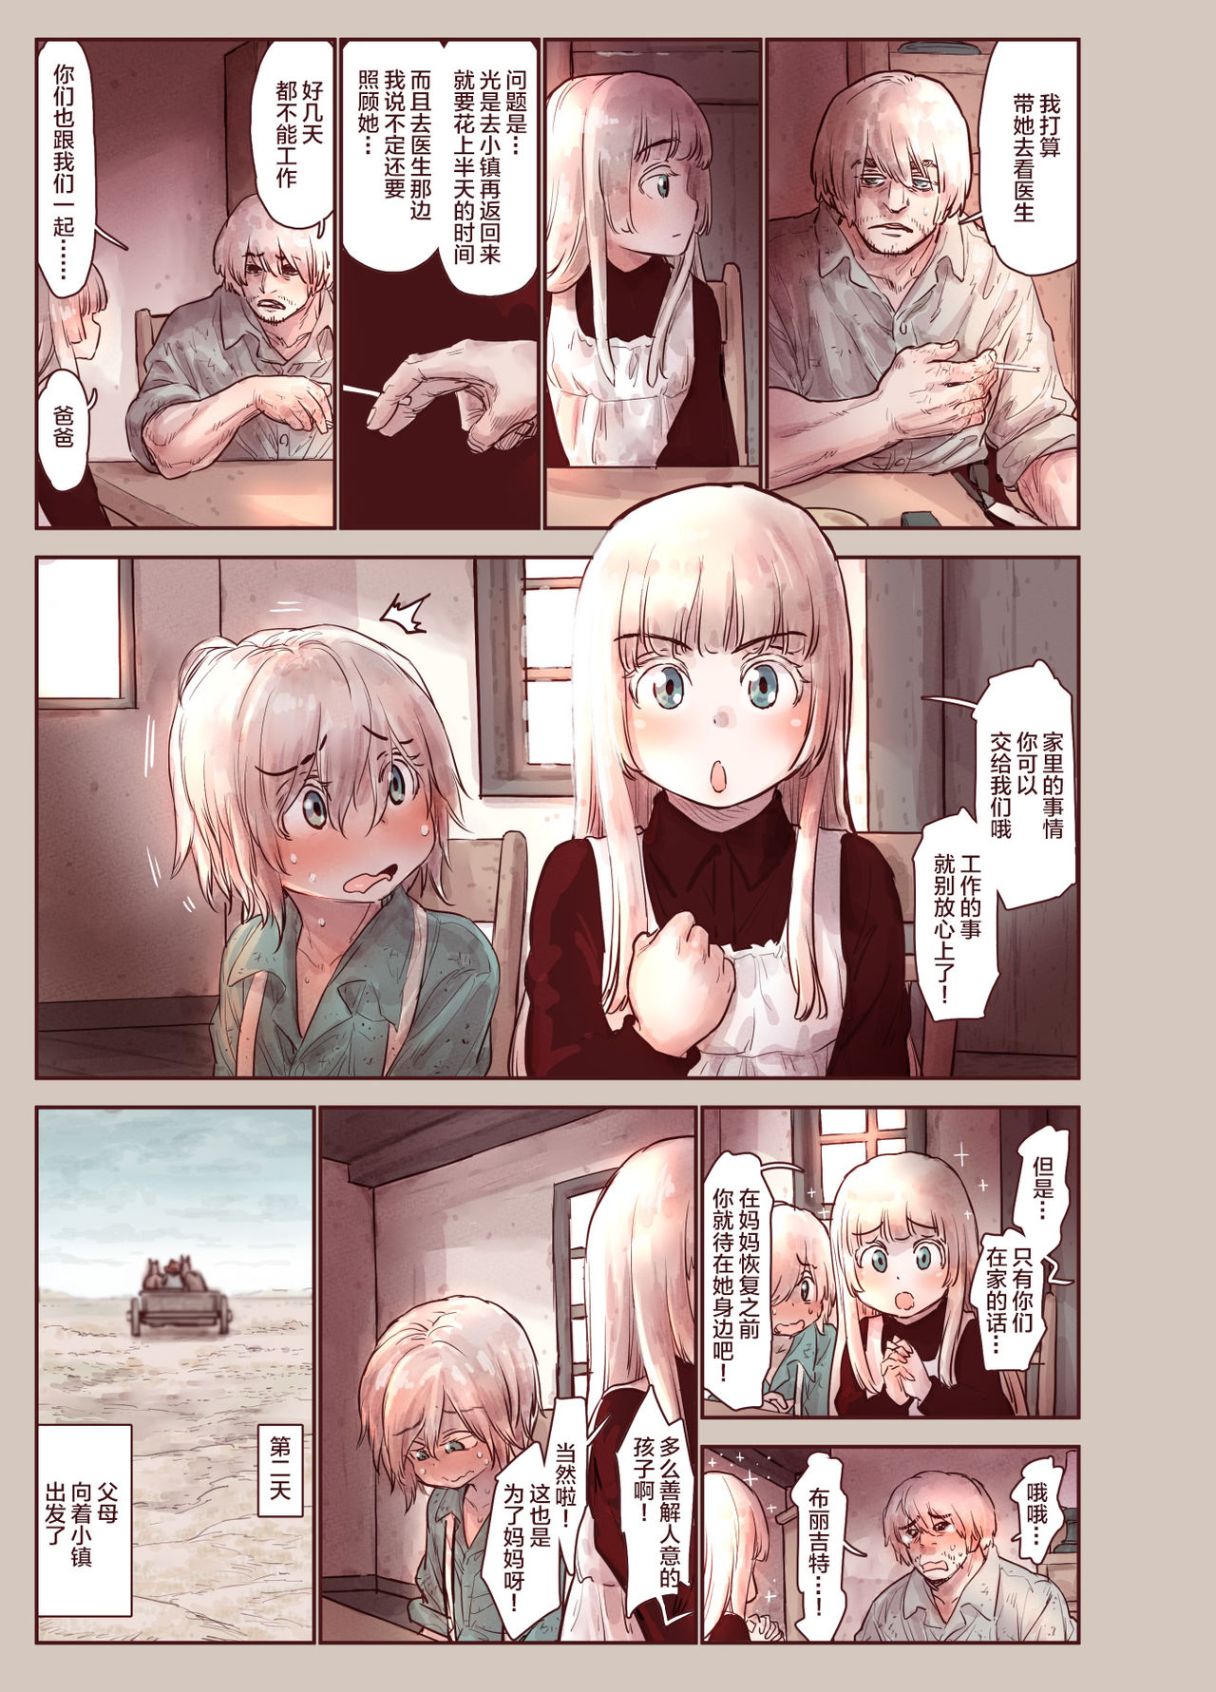 我打算
带她去看医生
问题是…
光是去小镇再返回来
就要花上半天的时间
而且去医生那边
我说不定还要
照顾她…
好几天
都不能工作
你们也跟我们一起……
爸爸
家里的事情
你可以
交给我们哦
工作的事
就别放心上了！
但是…
只有你们
在家的话…
在妈妈恢复之前
你就待在她身边吧！
哦哦…
布丽吉特…！
多么善解人意的
孩子啊！
当然啦！
这也是
为了妈妈呀！
第二天
父母
向着小镇
出发了